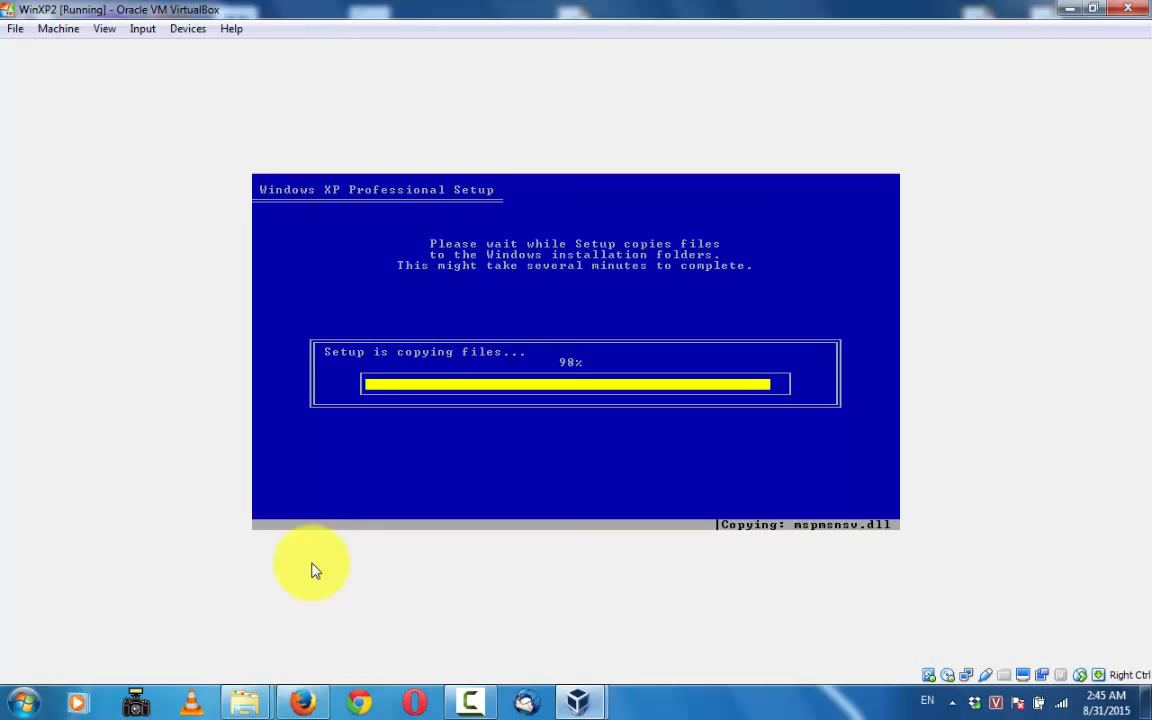 WinXP2 [Running] - Oracle VM VirtualBox
File Machine View Input Devices Help
Windows XP Professional Setup
Please wait while Setup copies files
to the Windows installation folders.
This might take several minutes to complete.
Setup is copying files...
98%
Copying: mspmsnsv.dll
Right Ctrl
EN
2:45 AM
8/31/2015